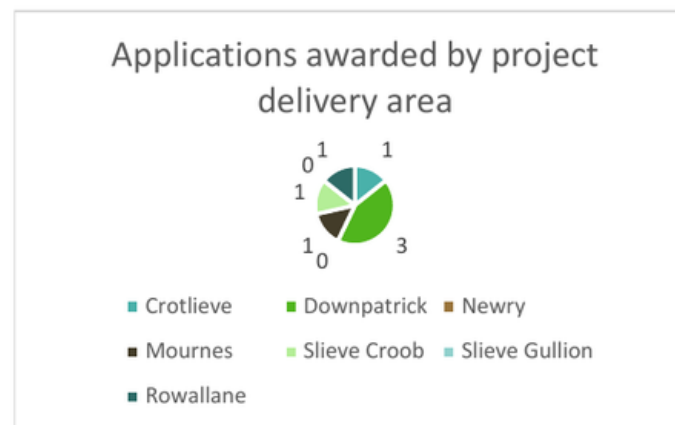 Applications awarded by project
delivery area
1 1
0
1
3
1
0
Crotlieve Downpatrick Newry
Mournes Slieve Croob Slieve Gullion
Rowallane